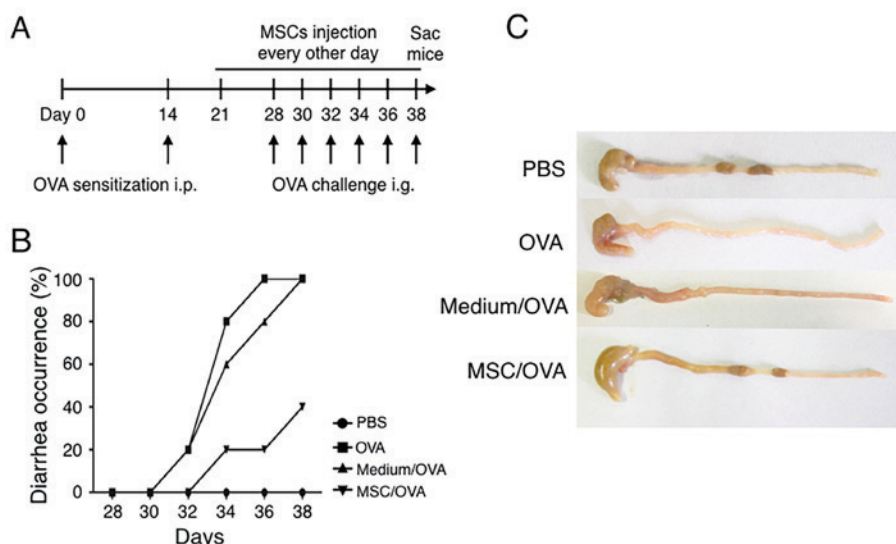 A
MSCs injection
every other day
Sac
mice
Day 0 14 21 28 30 32 34 36 38
OVA sensitization i.p. OVA challenge i.g.
B
Diarrhea occurrence (%)
100
80
60
40
20
0
28 30 32 34 36 38
Days
PBS
OVA
Medium/OVA
MSC/OVA
C
PBS
OVA
Medium/OVA
MSC/OVA